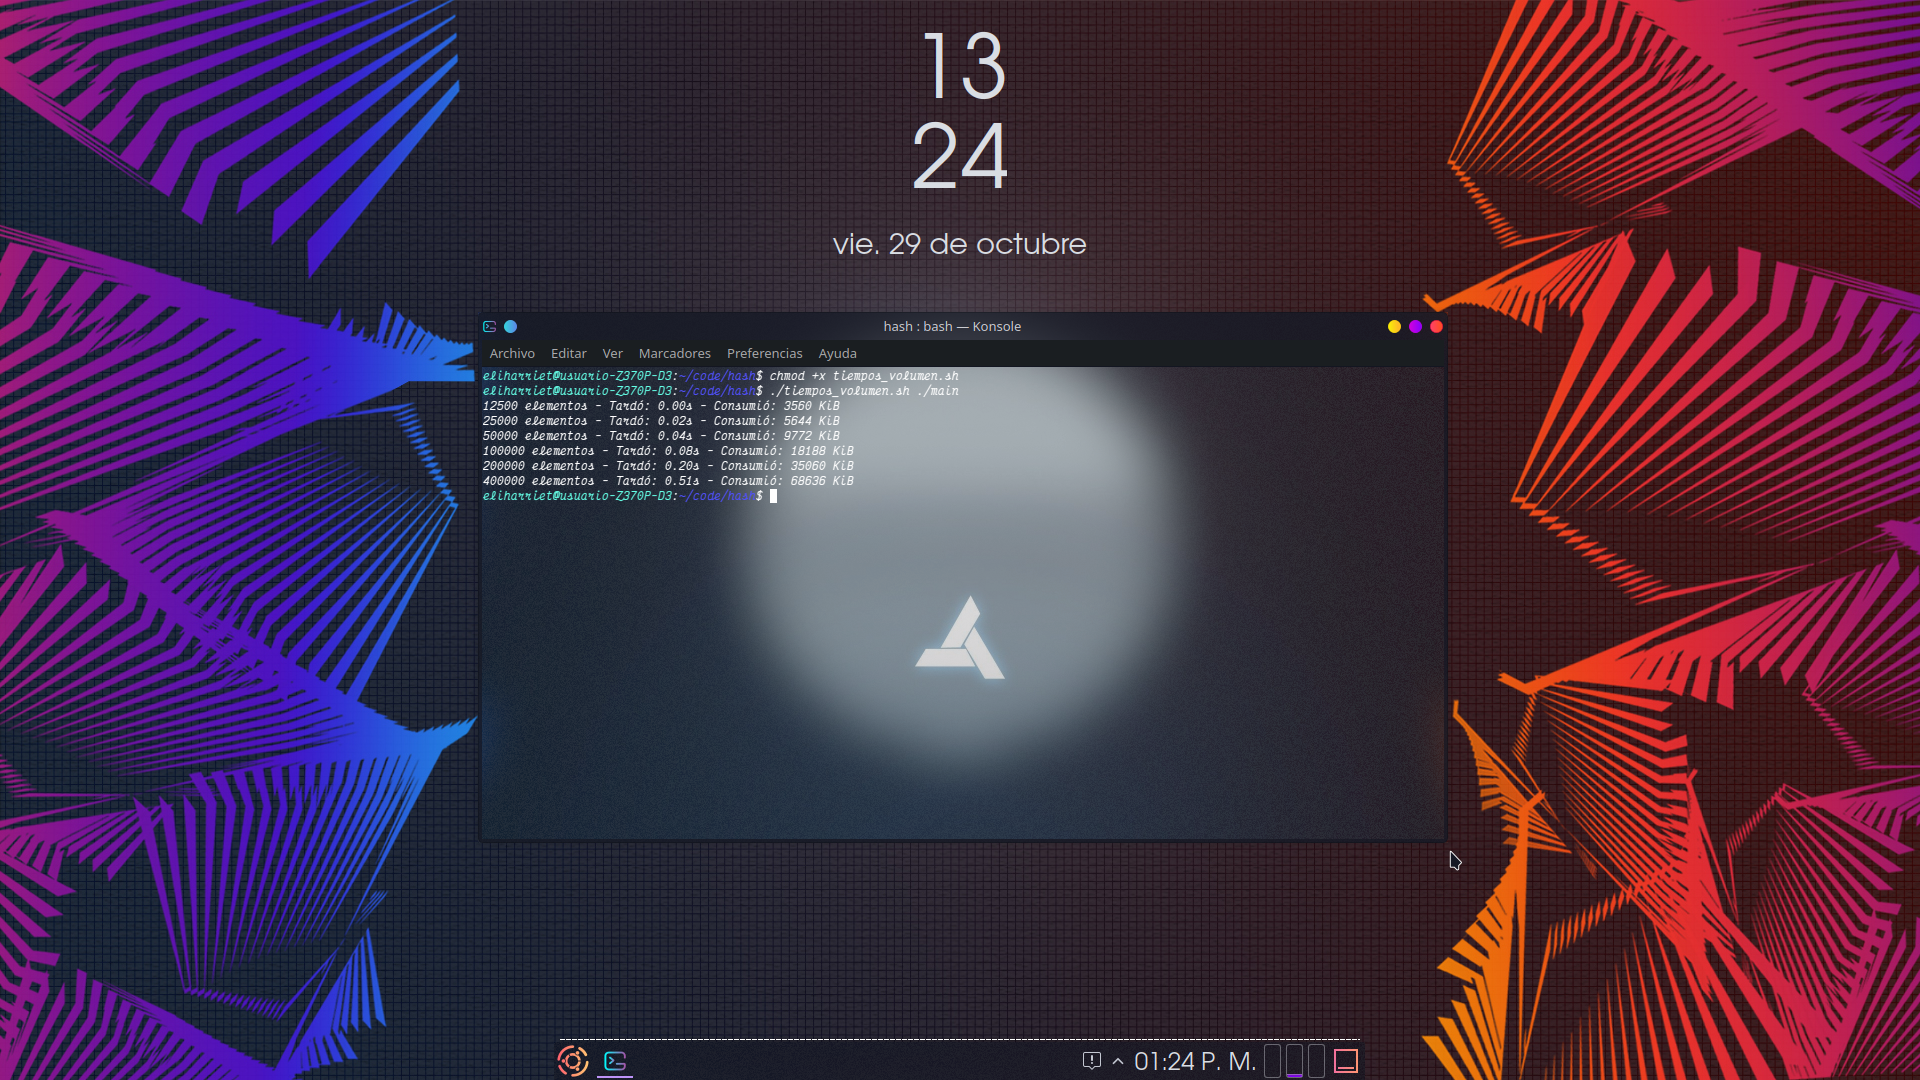 13
24
vie. 29 de octubre
hash : bash — Konsole
Archivo Editar Ver Marcadores Preferencias Ayuda
eliharriet@usuario-Z370P-D3:~/code/hash$ chmod +x tiempos_volumen.sh
eliharriet@usuario-Z370P-D3:~/code/hash$ ./tiempos_volumen.sh ./main
12500 elementos - Tardó: 0.00s - Consumió: 3560 KiB
25000 elementos - Tardó: 0.02s - Consumió: 5644 KiB
50000 elementos - Tardó: 0.04s - Consumió: 9772 KiB
100000 elementos - Tardó: 0.08s - Consumió: 18188 KiB
200000 elementos - Tardó: 0.20s - Consumió: 35060 KiB
400000 elementos - Tardó: 0.51s - Consumió: 68636 KiB
eliharriet@usuario-Z370P-D3:~/code/hash$
01:24 P. M.